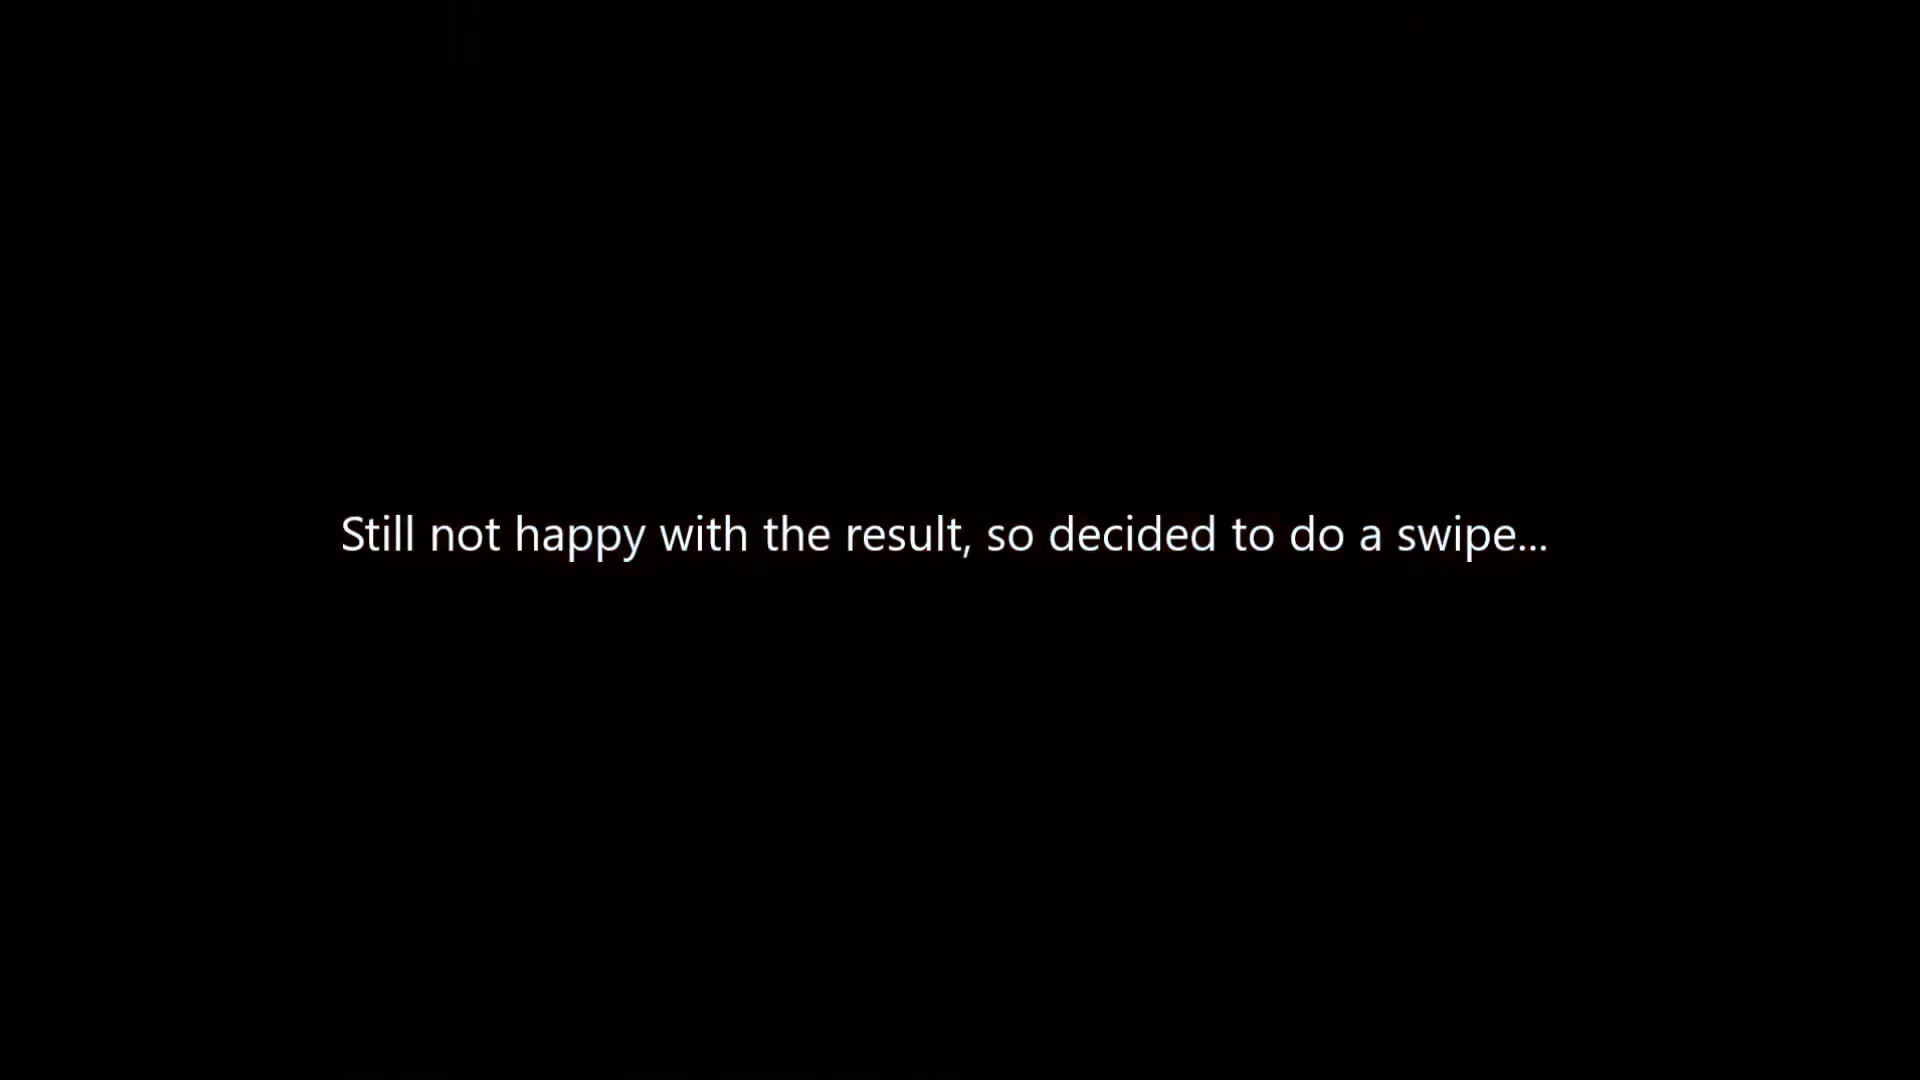 Still not happy with the result, so decided to do a swipe...